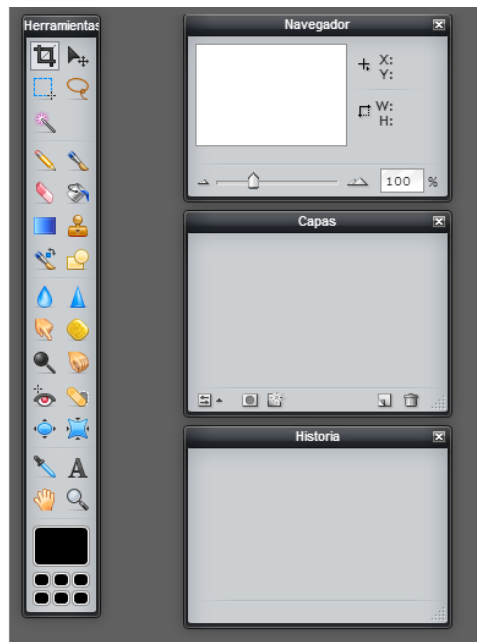 Herramientas
Navegador
X:
Y:
W:
H:
100 %
Capas
Historia
A